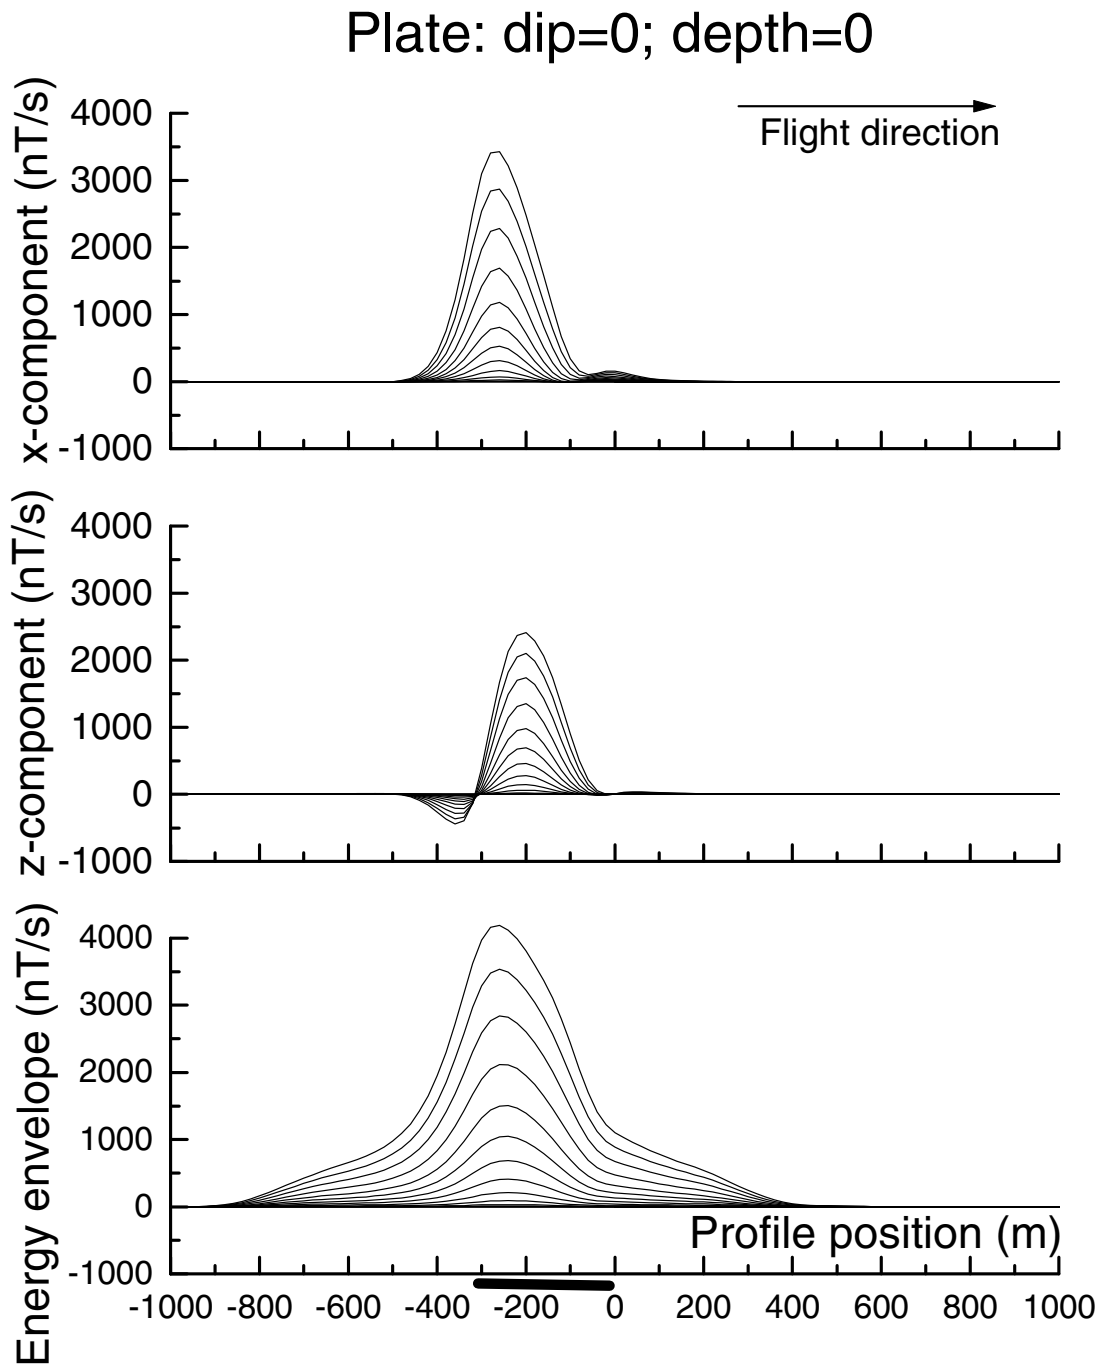 Plate: dip=0; depth=0
Flight direction
x-component (nT/s)
4000
3000
2000
1000
0
-1000
z-component (nT/s)
4000
3000
2000
1000
0
-1000
Energy envelope (nT/s)
4000
3000
2000
1000
0
-1000
Profile position (m)
-1000 -800 -600 -400 -200 0 200 400 600 800 1000